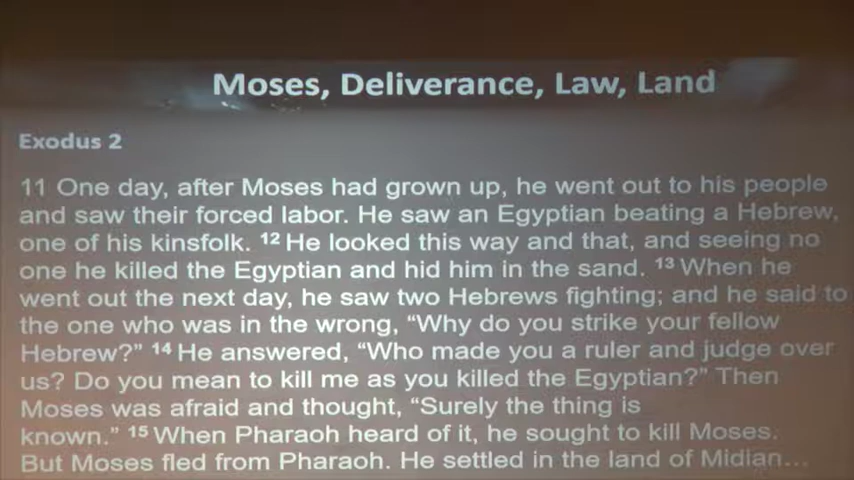 Moses, Deliverance, Law, Land
Exodus 2
11 One day, after Moses had grown up, he went out to his people
and saw their forced labor. He saw an Egyptian beating a Hebrew,
one of his kinsfolk. 12 He looked this way and that, and seeing no
one he killed the Egyptian and hid him in the sand. 13 When he
went out the next day, he saw two Hebrews fighting; and he said to
the one who was in the wrong, “Why do you strike your fellow
Hebrew?” 14 He answered, “Who made you a ruler and judge over
us? Do you mean to kill me as you killed the Egyptian?” Then
Moses was afraid and thought, “Surely the thing is
known.” 15 When Pharaoh heard of it, he sought to kill Moses.
But Moses fled from Pharaoh. He settled in the land of Midian...